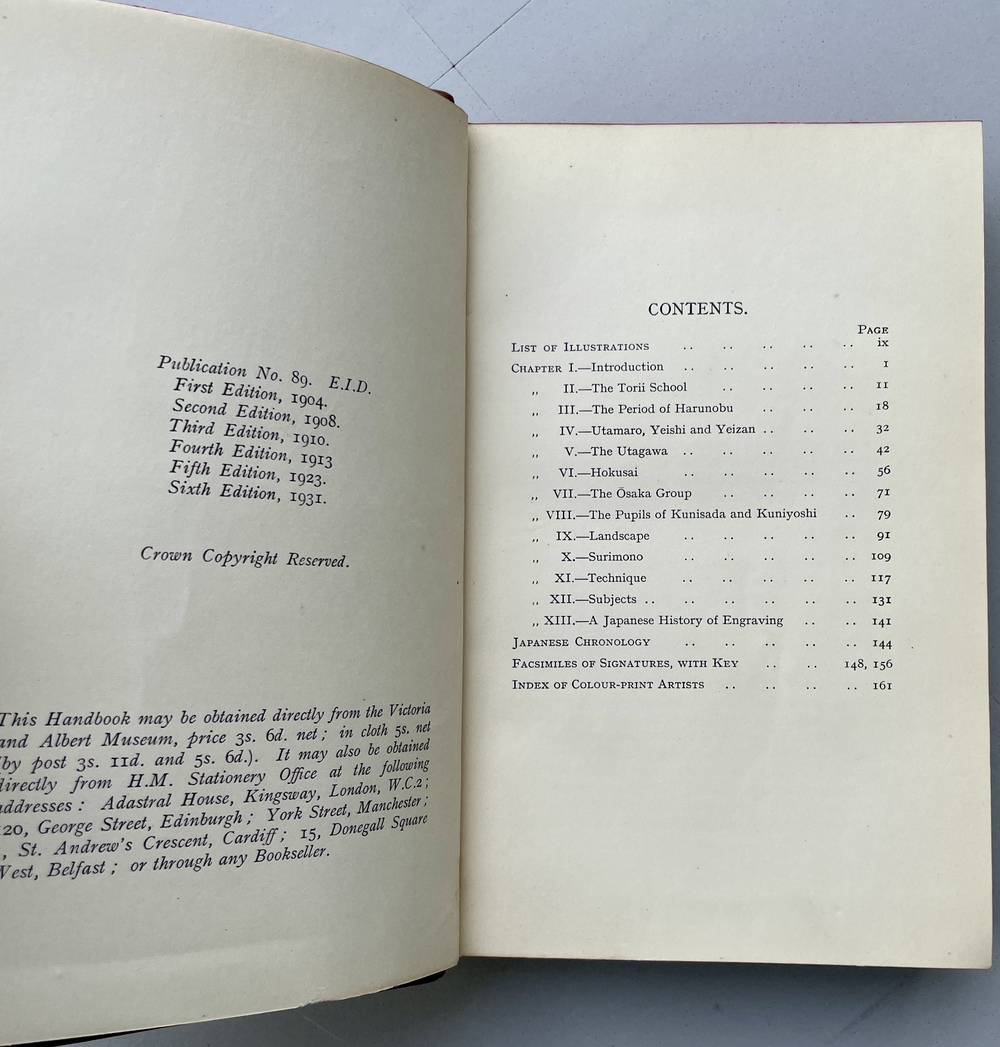 Publication No. 89. E.I.D.
First Edition, 1904.
Second Edition, 1908.
Third Edition, 1910.
Fourth Edition, 1913
Fifth Edition, 1923.
Sixth Edition, 1931.
Crown Copyright Reserved.
This Handbook may be obtained directly from the Victoria
and Albert Museum, price 3s. 6d. net; in cloth 5s. net
(by post 3s. 11d. and 5s. 6d.). It may also be obtained
directly from H.M. Stationery Office at the following
addresses: Adastral House, Kingsway, London, W.C.2;
120, George Street, Edinburgh; York Street, Manchester;
, St. Andrew's Crescent, Cardiff; 15, Donegall Square
West, Belfast; or through any Bookseller.
CONTENTS.
PAGE
LIST OF ILLUSTRATIONS .. .. .. .. .. ix
CHAPTER I.—Introduction .. .. .. .. .. 1
„ II.—The Torii School .. .. .. .. 11
„ III.—The Period of Harunobu .. .. .. 18
„ IV.—Utamaro, Yeishi and Yeizan .. .. .. 32
„ V.—The Utagawa .. .. .. .. .. 42
„ VI.—Hokusai .. .. .. .. .. 56
„ VII.—The Ōsaka Group .. .. .. .. 71
„ VIII.—The Pupils of Kunisada and Kuniyoshi .. 79
„ IX.—Landscape .. .. .. .. .. 91
„ X.—Surimono .. .. .. .. .. 109
„ XI.—Technique .. .. .. .. .. 117
„ XII.—Subjects .. .. .. .. .. .. 131
„ XIII.—A Japanese History of Engraving .. .. 141
JAPANESE CHRONOLOGY .. .. .. .. .. 144
FACSIMILES OF SIGNATURES, WITH KEY .. .. 148, 156
INDEX OF COLOUR-PRINT ARTISTS .. .. .. .. 161